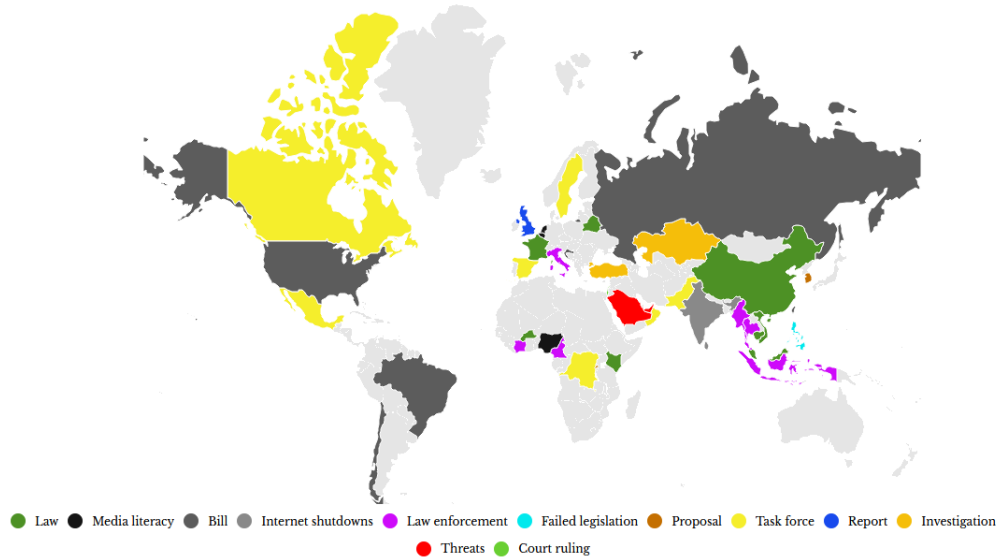 Law Media literacy Bill Internet shutdowns Law enforcement Failed legislation Proposal Task force Report Investigation
Threats Court ruling